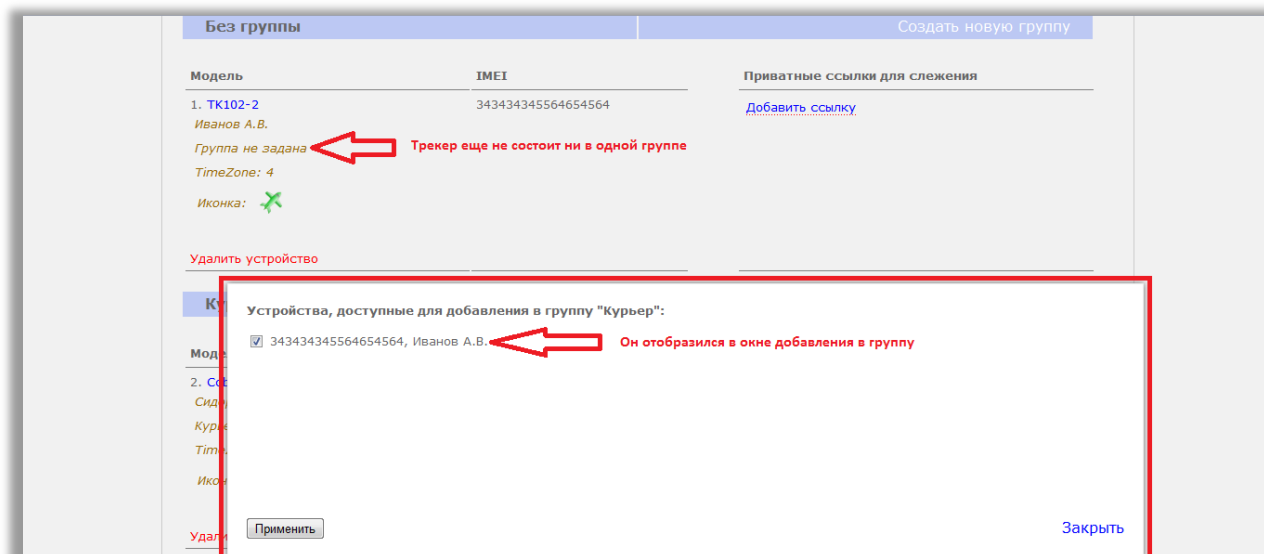 Без группы Создать новую группу
Модель IMEI Приватные ссылки для слежения
1. TK102-2 343434345564654564 Добавить ссылку
Иванов А.В.
Группа не задана Трекер еще не состоит ни в одной группе
TimeZone: 4
Иконка:
Удалить устройство
Устройства, доступные для добавления в группу "Курьер":
343434345564654564, Иванов А.В. Он отобразился в окне добавления в группу
2.
Применить Закрыть